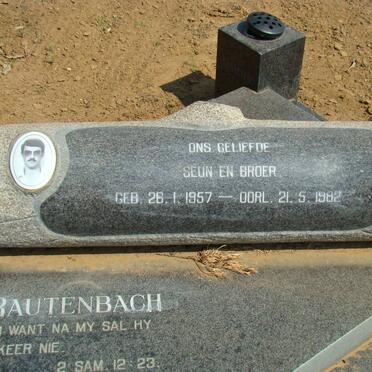 ONS GELIEFDE
SEUN EN BROER
GEB. 26.1.1957 — OORL. 21.5.1982
RAUTENBACH
WANT NA MY SAL HY
KEER NIE
2 SAM. 12:23.